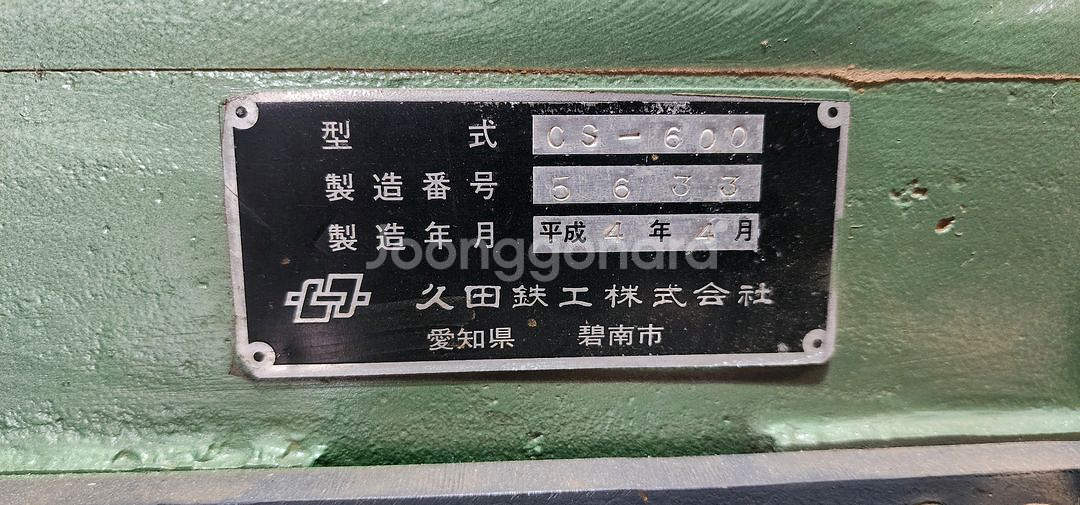 型式 CS-600
製造番号 5633
製造年月 平成4年4月
久田鉄工株式会社
愛知県 碧南市
Joonggonara